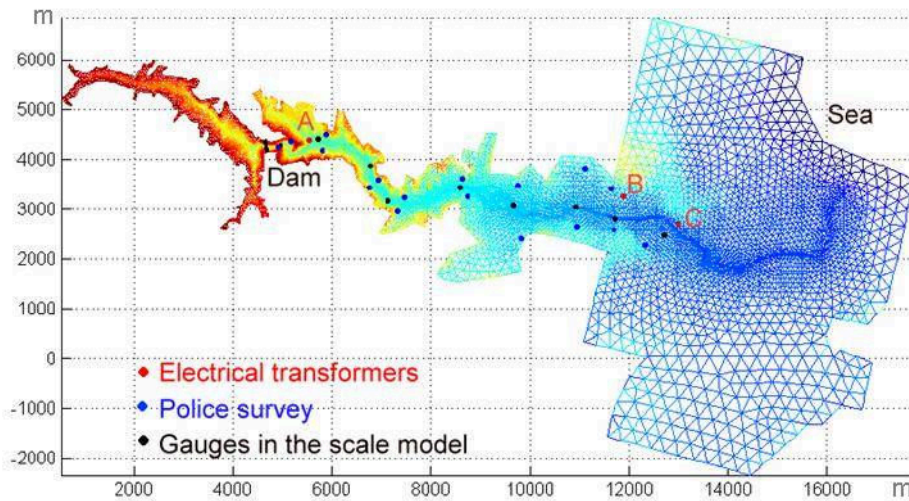 m
6000
5000
4000
3000
2000
1000
0
-1000
-2000
A
Dam
B
C
Sea
Electrical transformers
Police survey
Gauges in the scale model
2000 4000 6000 8000 10000 12000 14000 16000 m